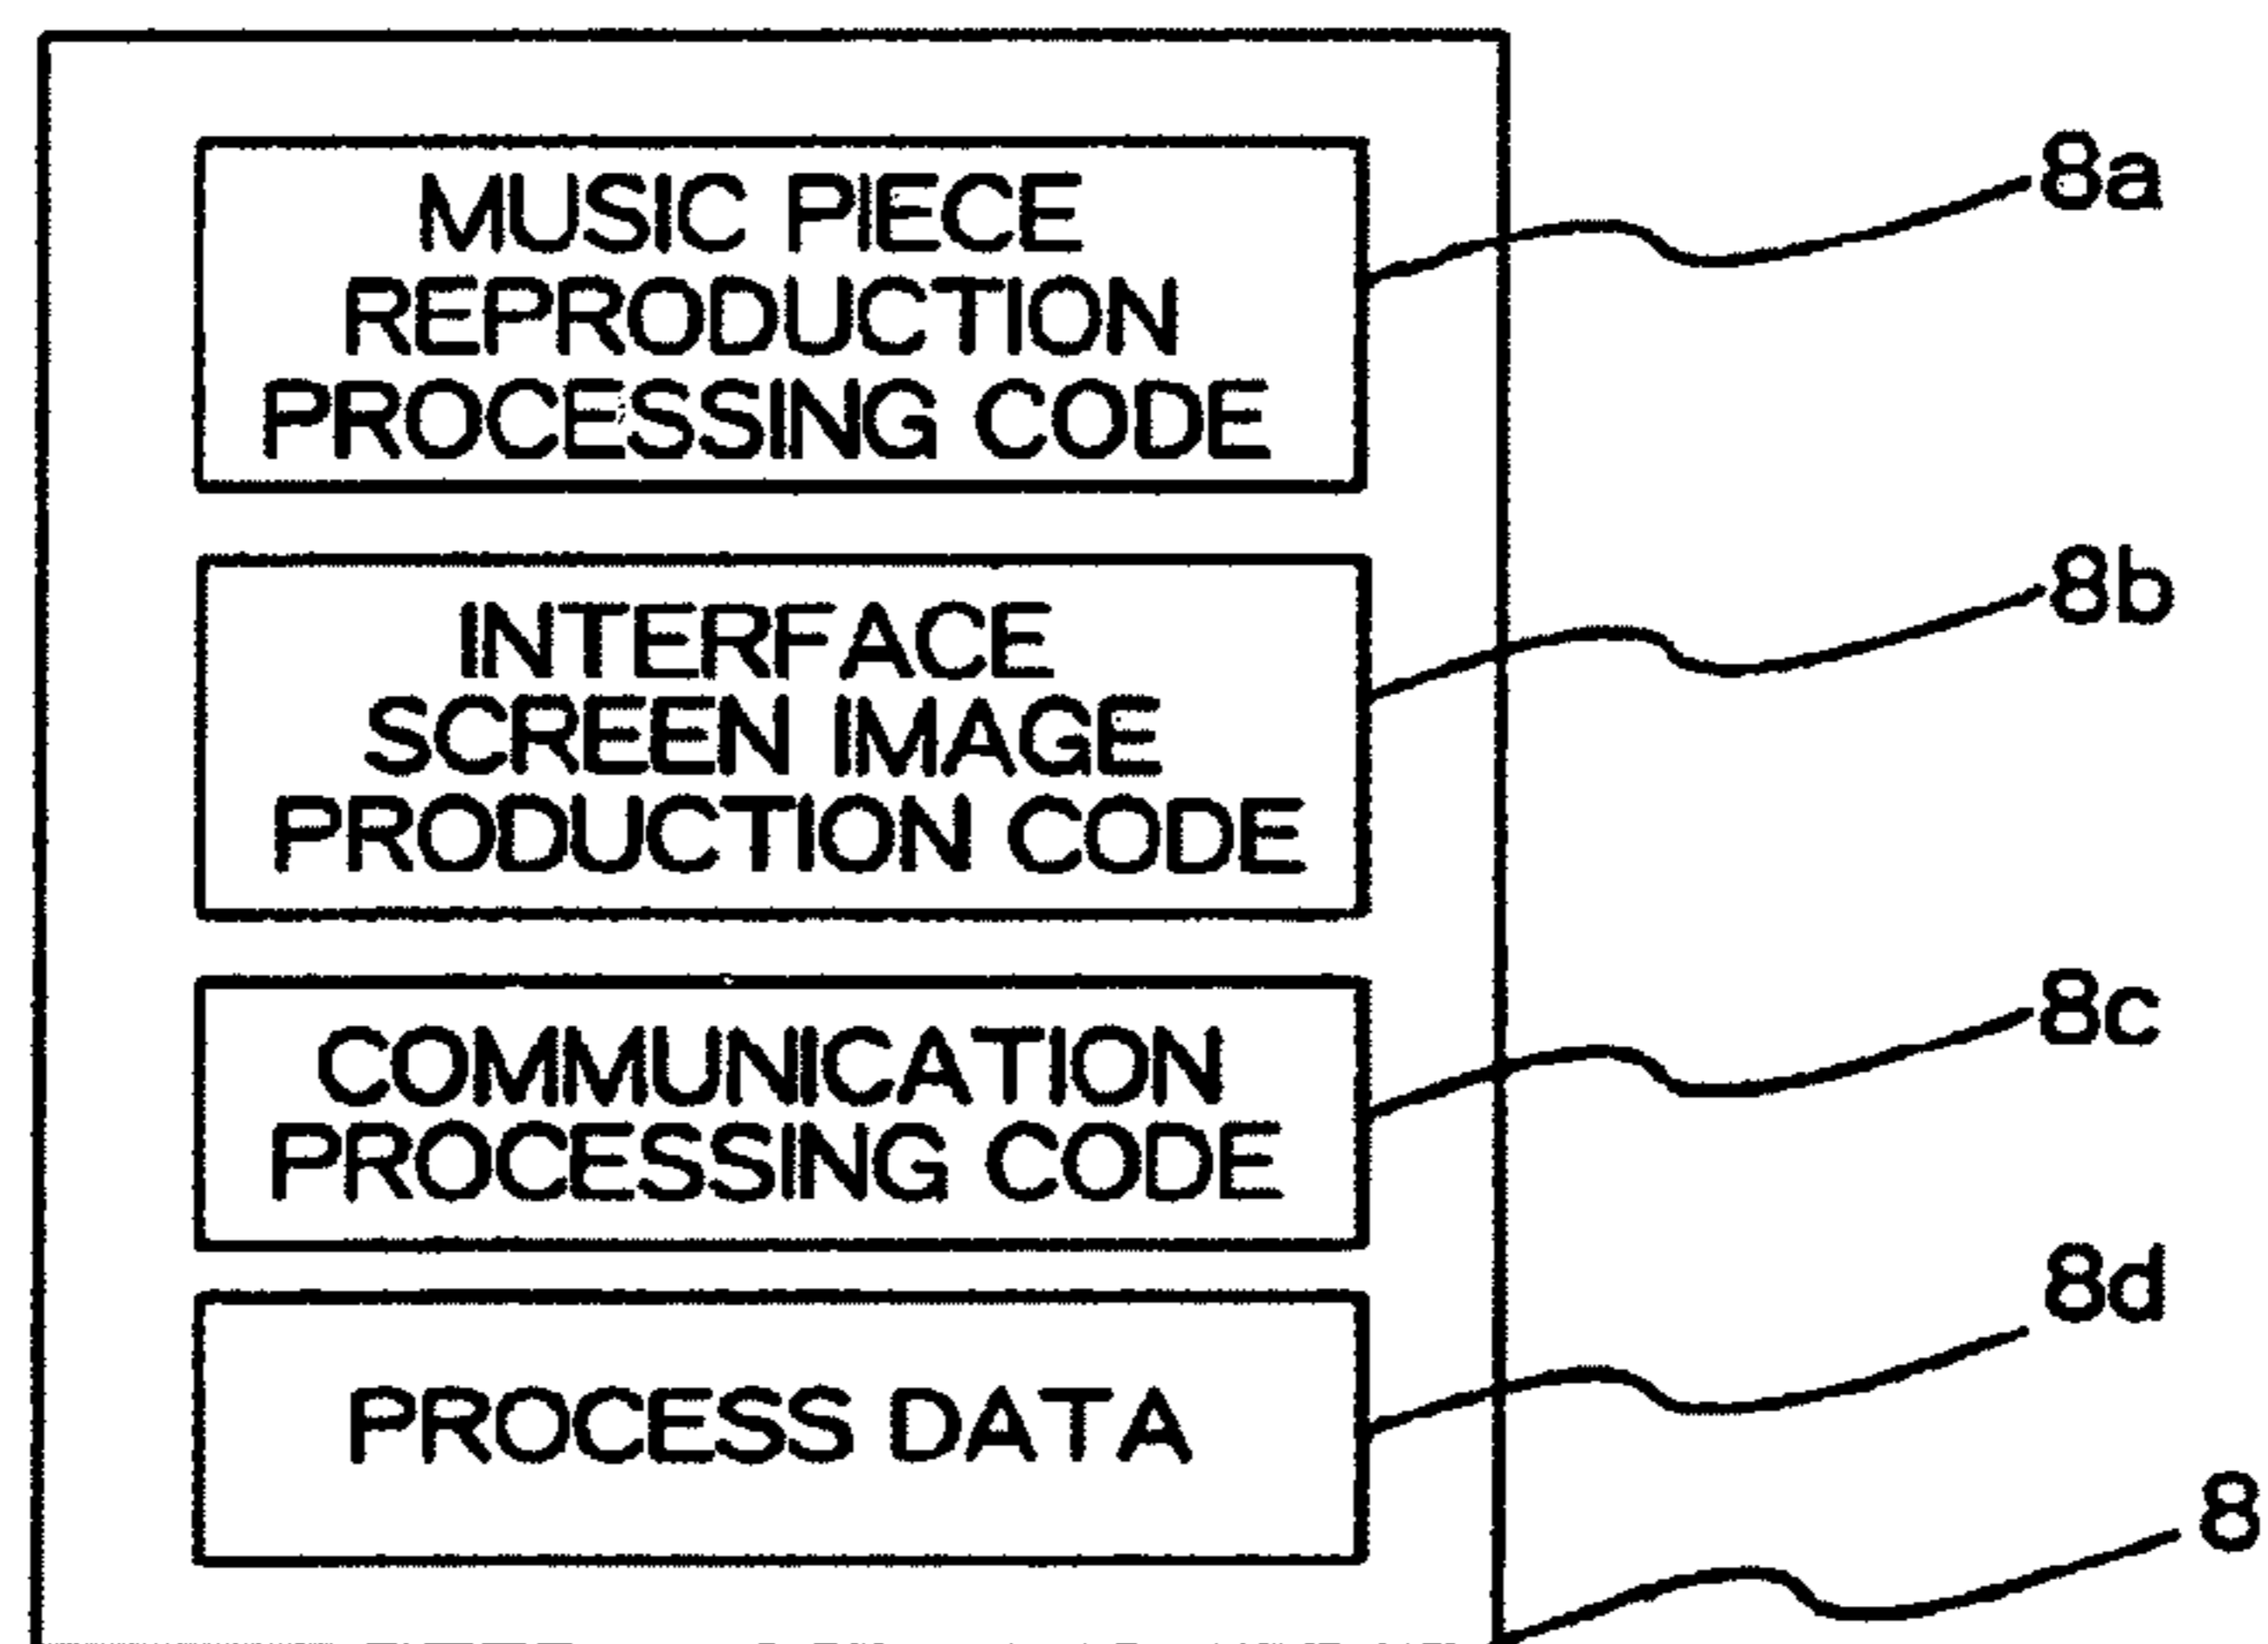 MUSIC PIECE
REPRODUCTION
PROCESSING CODE
8a
INTERFACE
SCREEN IMAGE
PRODUCTION CODE
8b
COMMUNICATION
PROCESSING CODE
8c
PROCESS DATA
8d
8